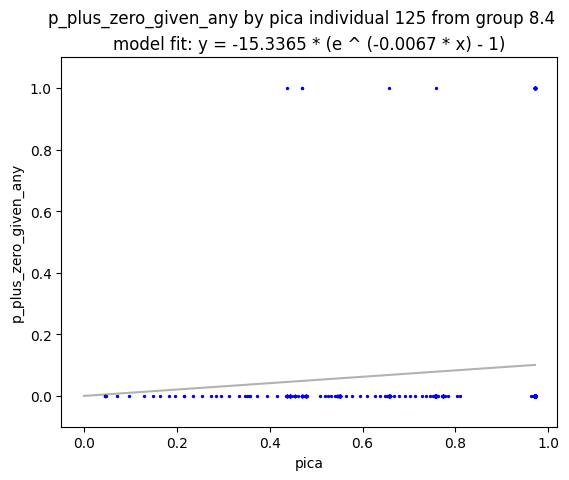 p_plus_zero_given_any by pica individual 125 from group 8.4
model fit: y = -15.3365 * (e ^ (-0.0067 * x) - 1)
1.0
0.8
0.6
0.4
0.2
0.0
p_plus_zero_given_any
0.0 0.2 0.4 0.6 0.8 1.0
pica